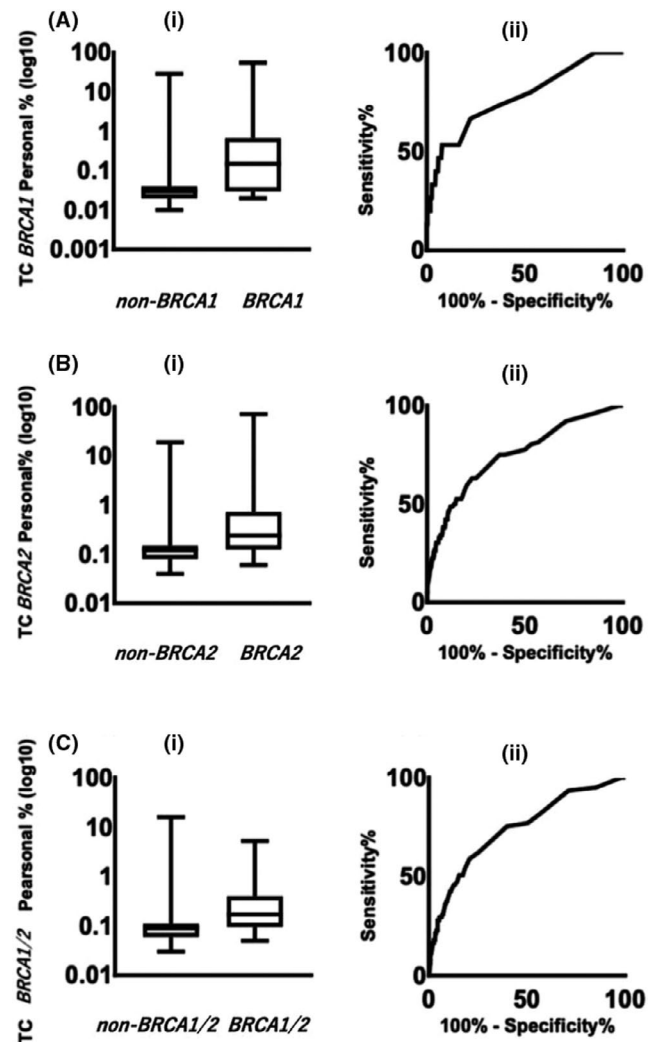 (A)
(i)
TC BRCA1 Personal % (log10)
100
10
1
0.1
0.01
0.001
non-BRCA1 BRCA1
(ii)
Sensitivity%
100
50
0
0 50 100
100% - Specificity%
(B)
(i)
TC BRCA2 Personal% (log10)
100
10
1
0.1
0.01
non-BRCA2 BRCA2
(ii)
Sensitivity%
100
50
0
0 50 100
100% - Specificity%
(C)
(i)
TC BRCA1/2 Pearsonal % (log10)
100
10
1
0.1
0.01
non-BRCA1/2 BRCA1/2
(ii)
Sensitivity%
100
50
0
0 50 100
100% - Specificity%